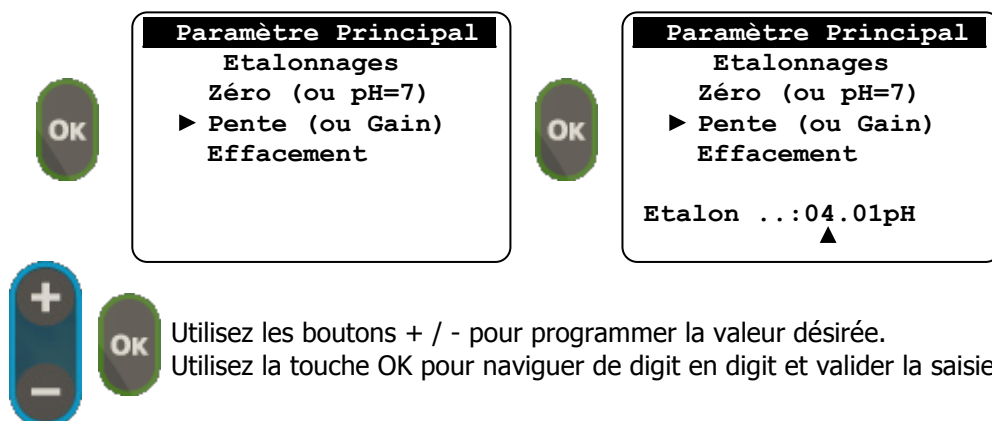 Paramètre Principal
Etalonnages
Zéro (ou pH=7)
OK
► Pente (ou Gain)
Effacement
Paramètre Principal
Etalonnages
Zéro (ou pH=7)
OK
► Pente (ou Gain)
Effacement
Etalon ..:04.01pH
▲
+
OK
-
Utilisez les boutons + / - pour programmer la valeur désirée.
Utilisez la touche OK pour naviguer de digit en digit et valider la saisie